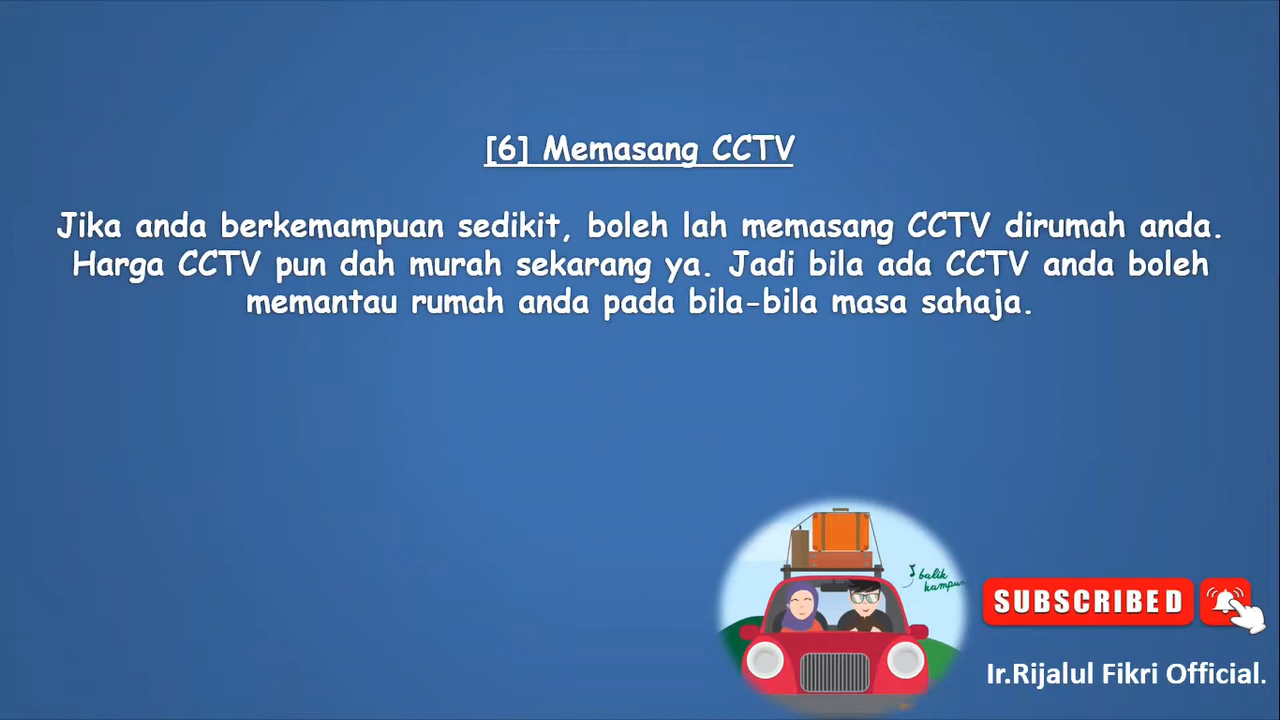 [6] Memasang CCTV
Jika anda berkemampuan sedikit, boleh lah memasang CCTV dirumah anda.
Harga CCTV pun dah murah sekarang ya. Jadi bila ada CCTV anda boleh
memantau rumah anda pada bila-bila masa sahaja.
balik
kampun
SUBSCRIBED
Ir.Rijalul Fikri Official.